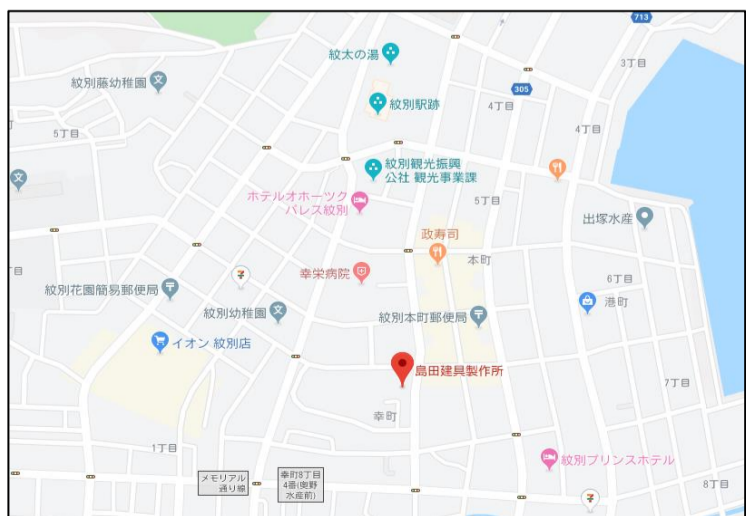 713
紋太の湯
3丁目
紋別藤幼稚園
305
紋別駅跡
4丁目
5丁目
4丁目
紋別観光振興
公社 観光事業課
ホテルオホーツク
パレス紋別
5丁目
出塚水産
政寿司
本町
幸栄病院
6丁目
紋別花園簡易郵便局
港町
紋別幼稚園
紋別本町郵便局
イオン 紋別店
島田建具製作所
7丁目
幸町
1丁目
紋別プリンスホテル
メモリアル
通り線
幸町8丁目
4番(奥野
水産前)
8丁目